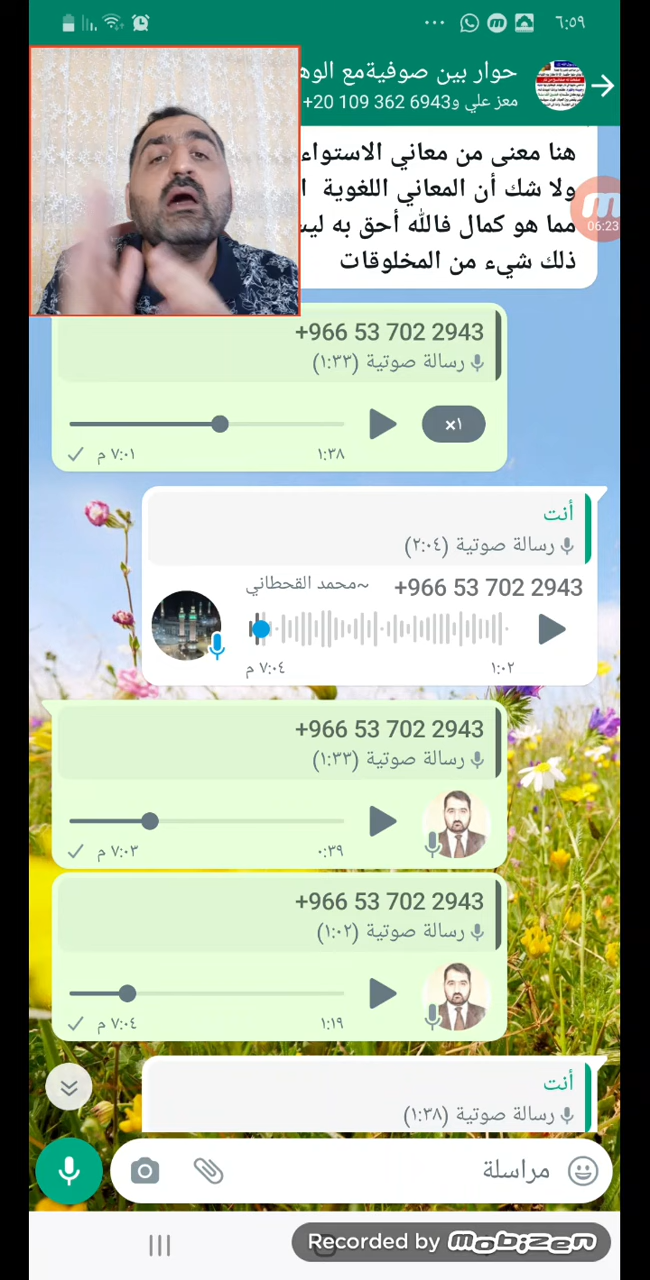 ٦:٥٩
حوار بين صوفيةمع الوه
معز علي و+20 109 362 6943
هنا معنى من معاني الاستواء
ولا شك أن المعاني اللغوية ا
مما هو كمال فالله أحق به ليس
ذلك شيء من المخلوقات
m
06:23
+966 53 702 2943
رسالة صوتية (١:٣٣)
×١
١:٣٨
٧:٠١ م
أنت
رسالة صوتية (٢:٠٤)
+966 53 702 2943 ~محمد القحطاني
١:٠٢
٧:٠٤ م
+966 53 702 2943
رسالة صوتية (١:٣٣)
٠:٣٩
٧:٠٣ م
+966 53 702 2943
رسالة صوتية (١:٠٢)
١:١٩
٧:٠٤ م
أنت
رسالة صوتية (١:٣٨)
مراسلة
Recorded by mobizen